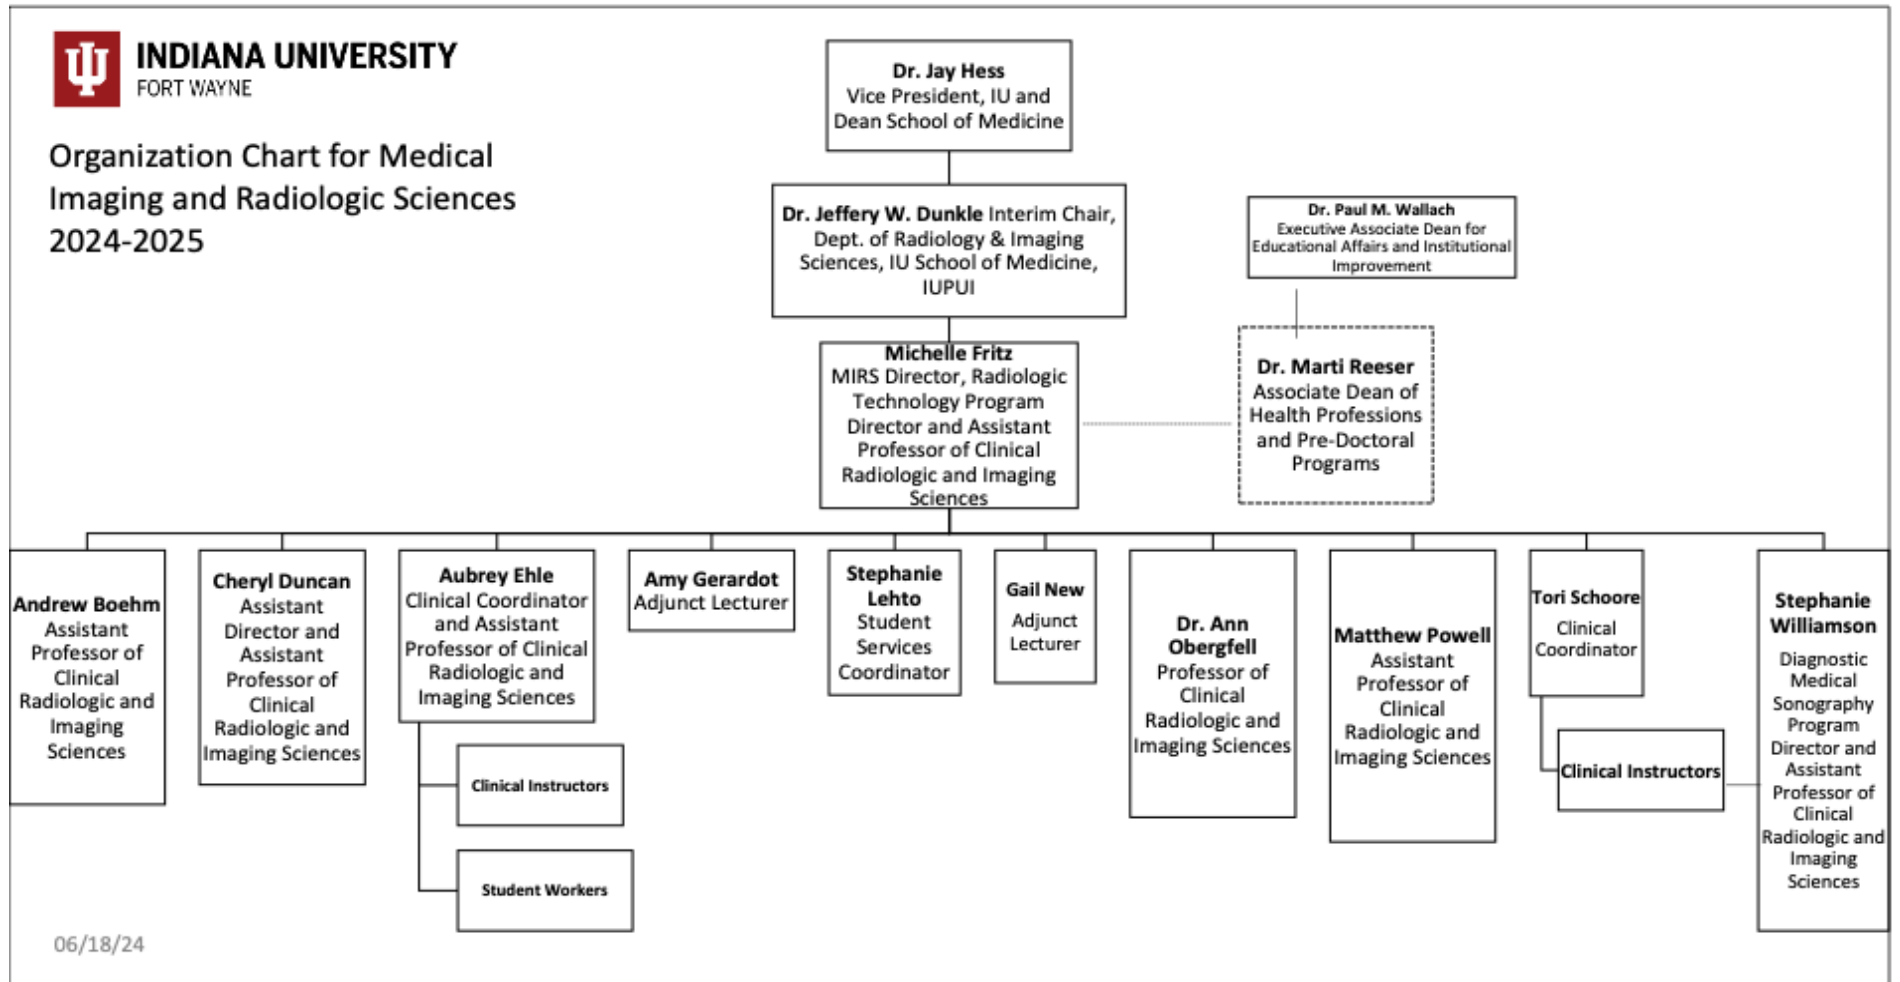 INDIANA UNIVERSITY
FORT WAYNE
Organization Chart for Medical
Imaging and Radiologic Sciences
2024-2025
Dr. Jay Hess
Vice President, IU and
Dean School of Medicine
Dr. Jeffery W. Dunkle Interim Chair,
Dept. of Radiology & Imaging
Sciences, IU School of Medicine,
IUPUI
Dr. Paul M. Wallach
Executive Associate Dean for
Educational Affairs and Institutional
Improvement
Michelle Fritz
MIRS Director, Radiologic
Technology Program
Director and Assistant
Professor of Clinical
Radiologic and Imaging
Sciences
Dr. Marti Reeser
Associate Dean of
Health Professions
and Pre-Doctoral
Programs
Andrew Boehm
Assistant
Professor of
Clinical
Radiologic and
Imaging
Sciences
Cheryl Duncan
Assistant
Director and
Assistant
Professor of
Clinical
Radiologic and
Imaging Sciences
Aubrey Ehle
Clinical Coordinator
and Assistant
Professor of Clinical
Radiologic and
Imaging Sciences
Clinical Instructors
Student Workers
Amy Gerardot
Adjunct Lecturer
Stephanie
Lehto
Student
Services
Coordinator
Gail New
Adjunct
Lecturer
Dr. Ann
Obergfell
Professor of
Clinical
Radiologic and
Imaging Sciences
Matthew Powell
Assistant
Professor of
Clinical
Radiologic and
Imaging Sciences
Tori Schoore
Clinical
Coordinator
Clinical Instructors
Stephanie
Williamson
Diagnostic
Medical
Sonography
Program
Director and
Assistant
Professor of
Clinical
Radiologic and
Imaging
Sciences
06/18/24